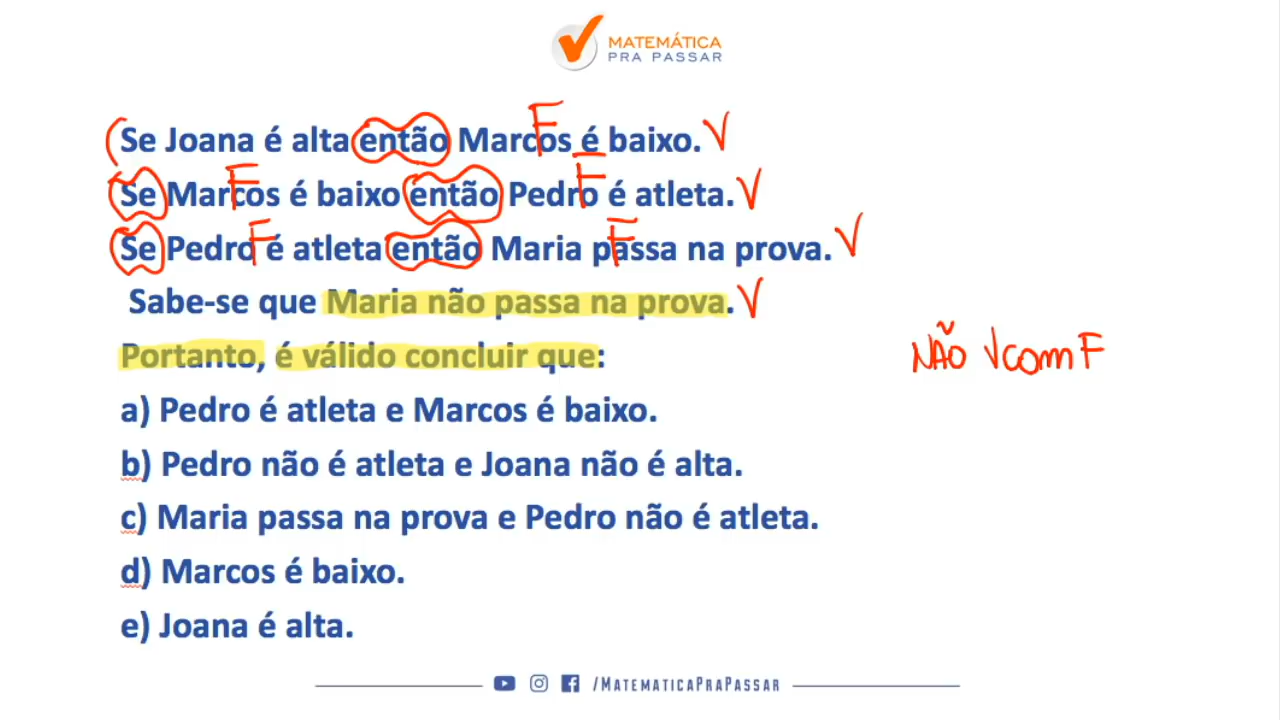 MATEMÁTICA
PRA PASSAR
Se Joana é alta então Marcos é baixo. V
F
Se Marcos é baixo então Pedro é atleta. V
F F
Se Pedro é atleta então Maria passa na prova. V
F F
Sabe-se que Maria não passa na prova. V
Portanto, é válido concluir que:
NÃO V com F
a) Pedro é atleta e Marcos é baixo.
b) Pedro não é atleta e Joana não é alta.
c) Maria passa na prova e Pedro não é atleta.
d) Marcos é baixo.
e) Joana é alta.
/MATEMATICAPRAPASSAR